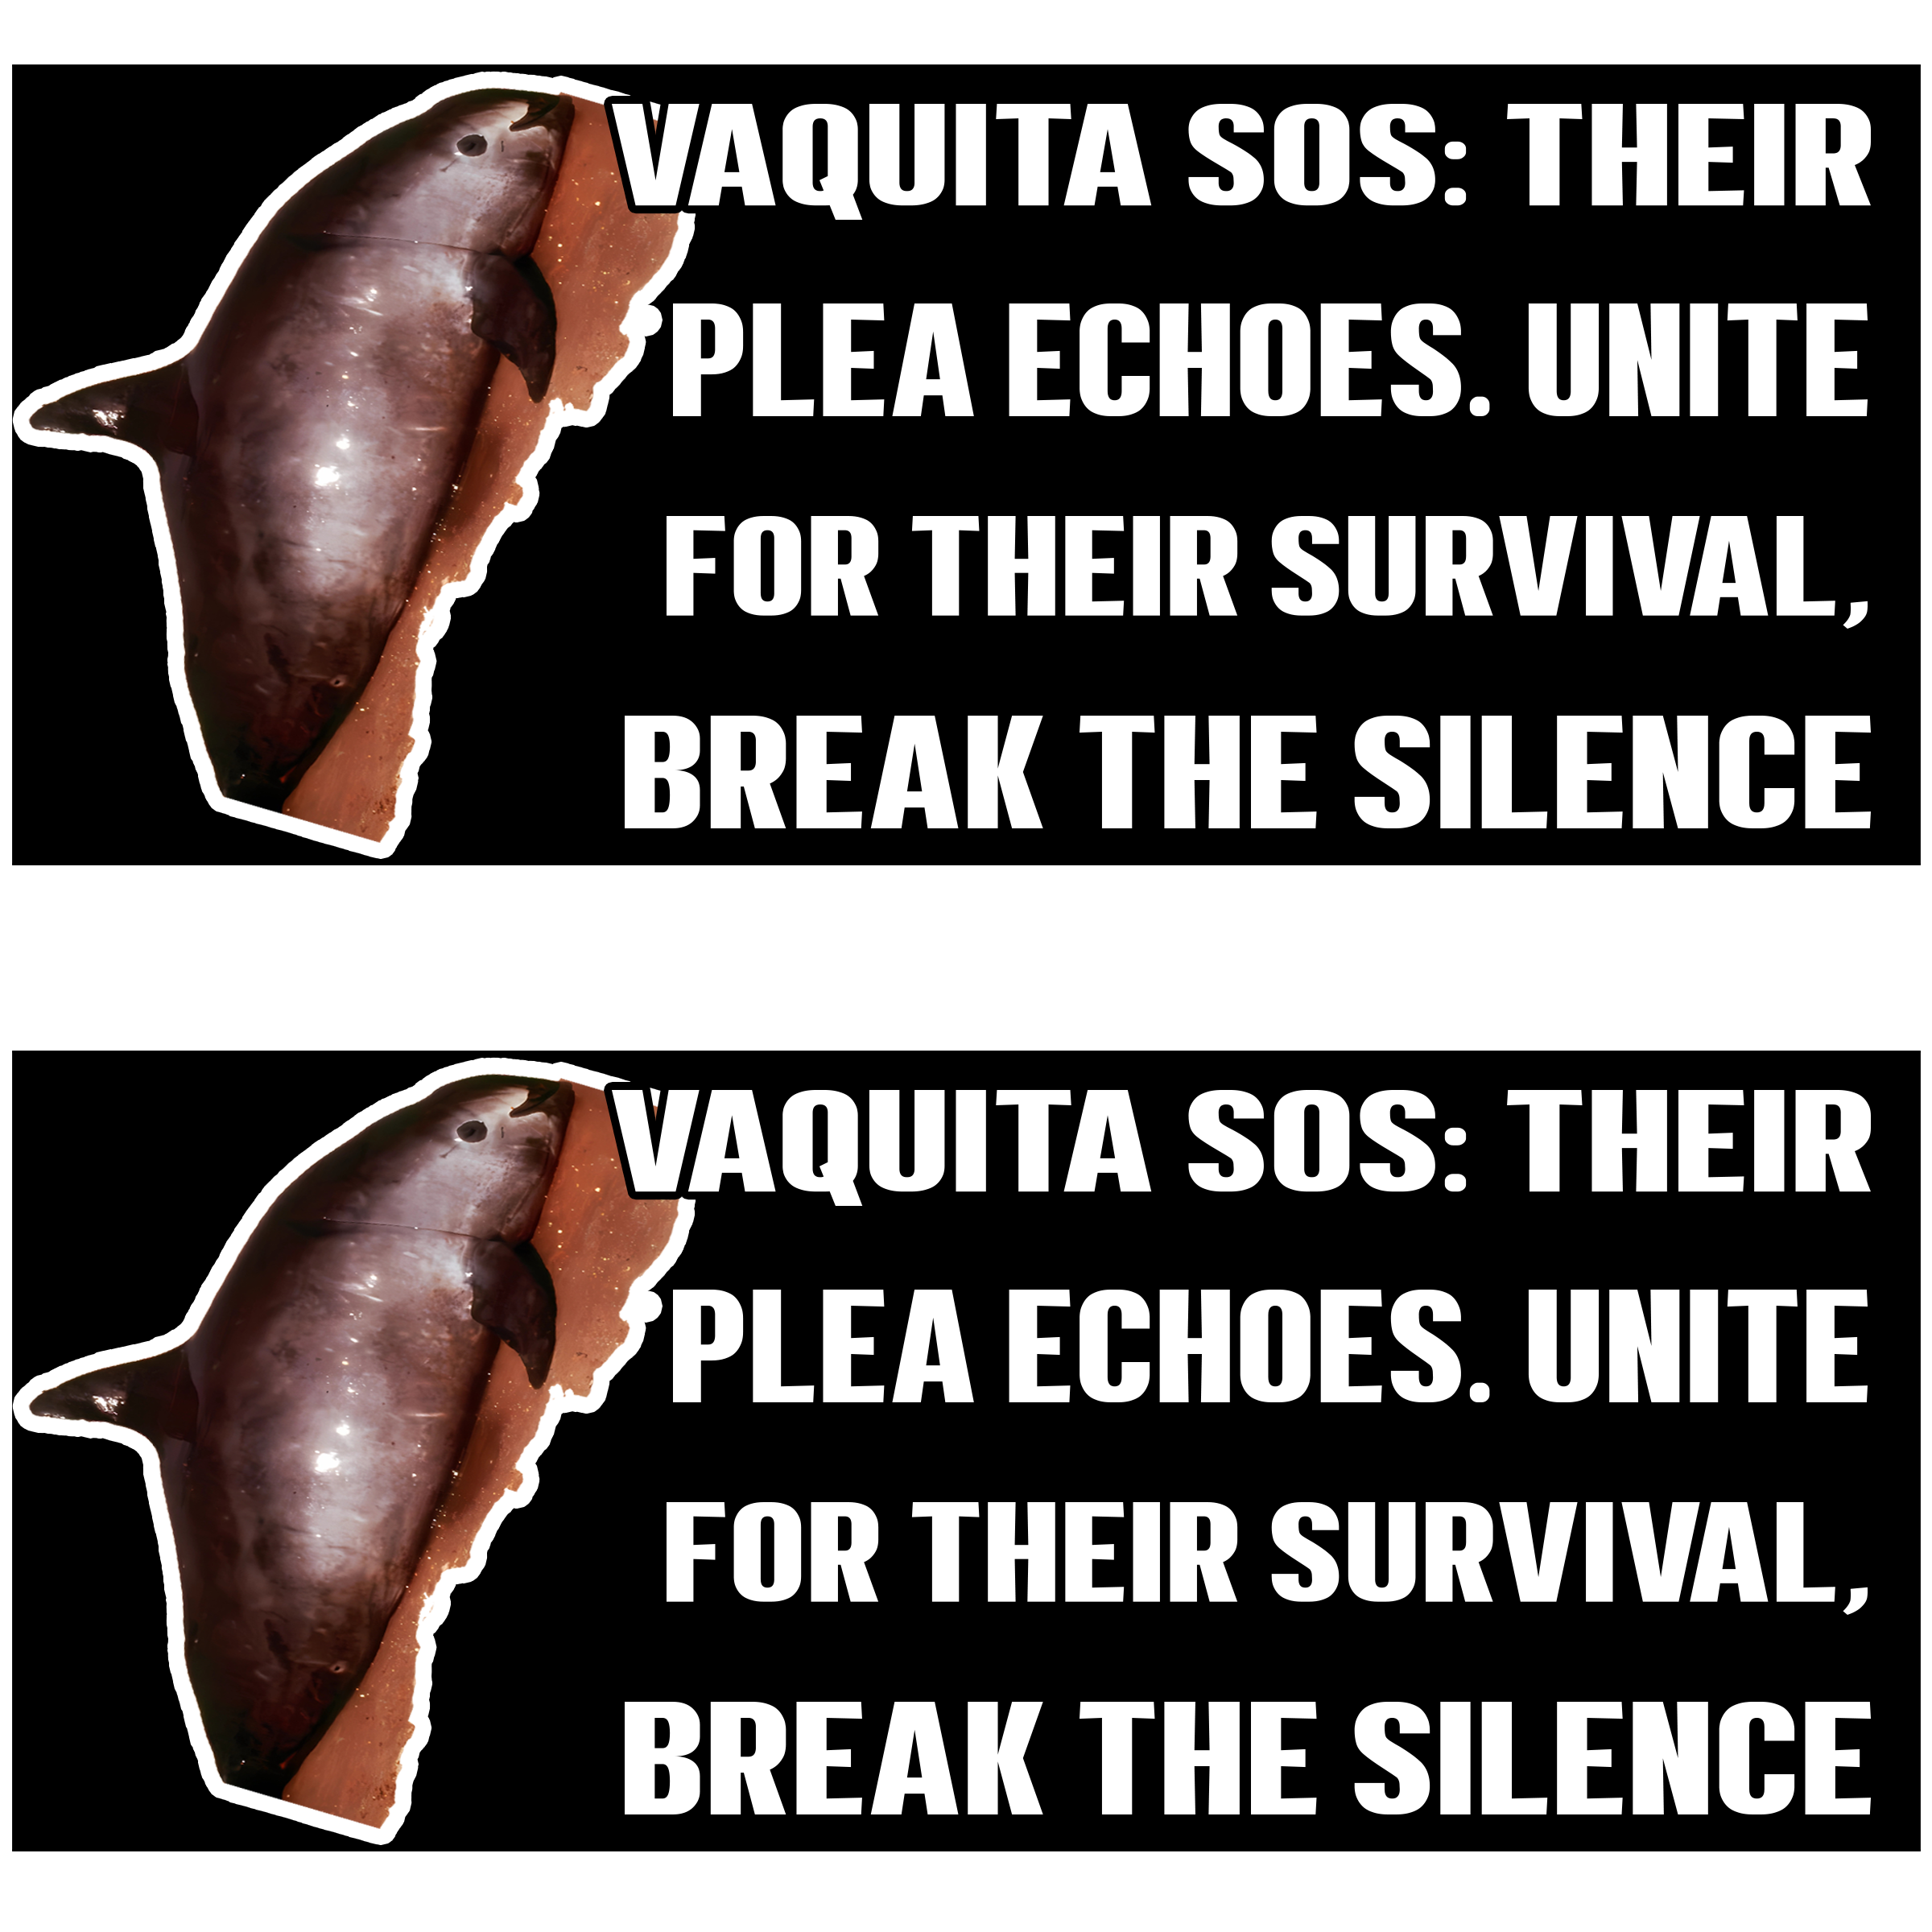 VAQUITA SOS: THEIR
PLEA ECHOES. UNITE
FOR THEIR SURVIVAL,
BREAK THE SILENCE
VAQUITA SOS: THEIR
PLEA ECHOES. UNITE
FOR THEIR SURVIVAL,
BREAK THE SILENCE